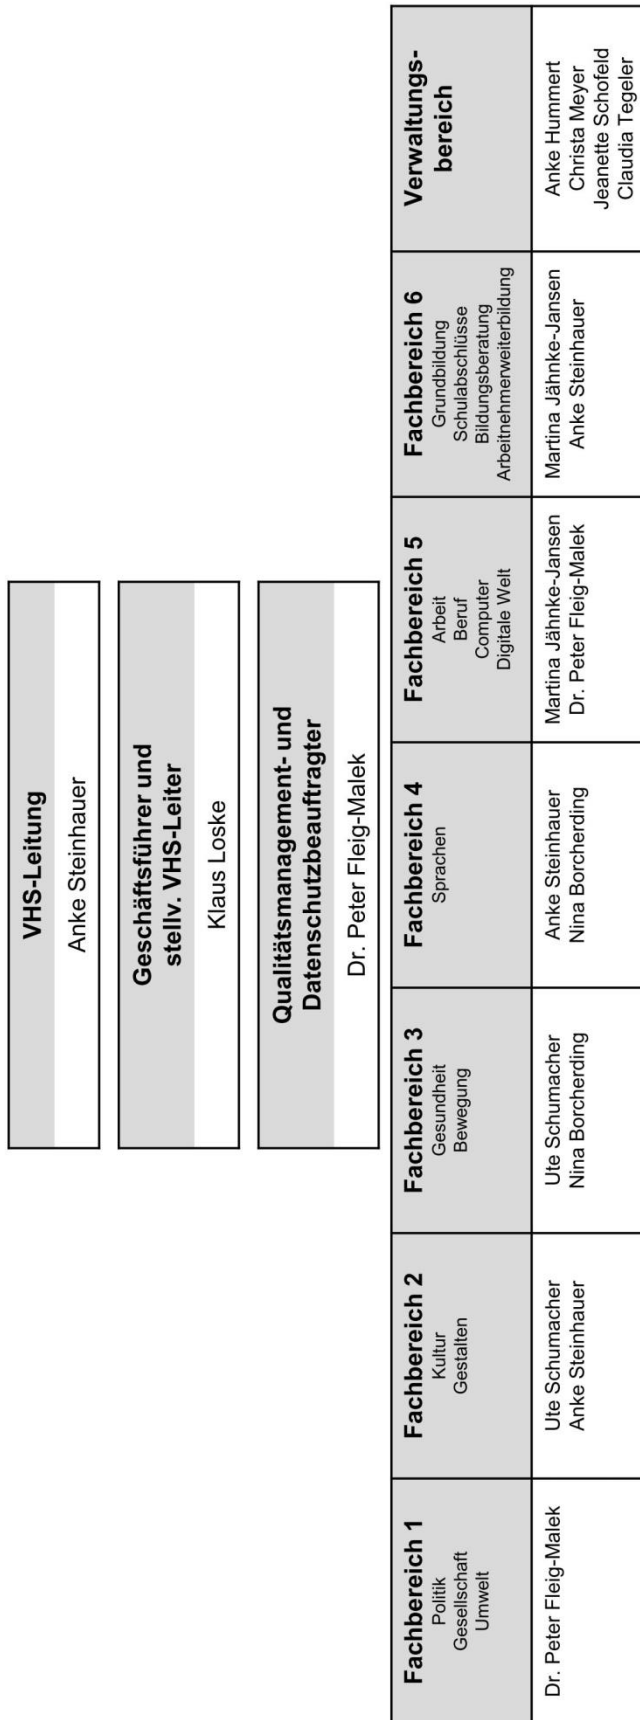 VHS-Leitung
Anke Steinhauer
Geschäftsführer und
stellv. VHS-Leiter
Klaus Loske
Qualitätsmanagement- und
Datenschutzbeauftragter
Dr. Peter Fleig-Malek
Fachbereich 1
Politik
Gesellschaft
Umwelt
Dr. Peter Fleig-Malek
Fachbereich 2
Kultur
Gestalten
Ute Schumacher
Anke Steinhauer
Fachbereich 3
Gesundheit
Bewegung
Ute Schumacher
Nina Borcherding
Fachbereich 4
Sprachen
Anke Steinhauer
Nina Borcherding
Fachbereich 5
Arbeit
Beruf
Computer
Digitale Welt
Martina Jähnke-Jansen
Dr. Peter Fleig-Malek
Fachbereich 6
Grundbildung
Schulabschlüsse
Bildungsberatung
Arbeitnehmerweiterbildung
Martina Jähnke-Jansen
Anke Steinhauer
Verwaltungs-
bereich
Anke Hummert
Christa Meyer
Jeanette Schofeld
Claudia Tegeler